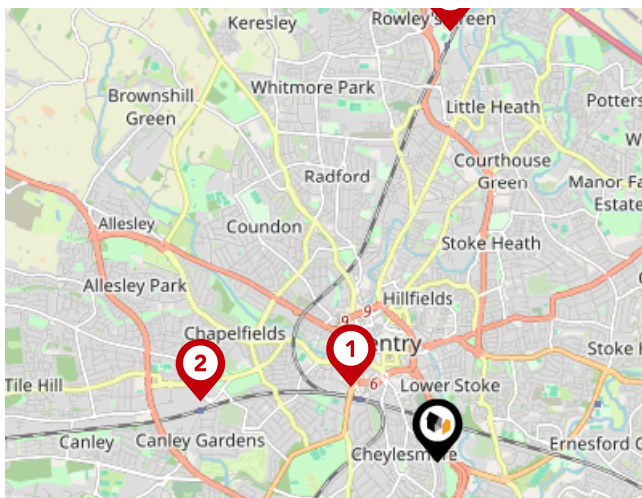 Keresley
Rowley's Green
Whitmore Park
Brownshill
Green
Little Heath
Potters
Courthouse
Green
Radford
Manor Fa
Estate
Allesley
Coundon
Stoke Heath
Allesley Park
Hillfields
9
9
Chapelfields
1
entry
2
Stoke H
Tile Hill
6
Lower Stoke
Canley
Canley Gardens
Cheylesmore
Ernesford G